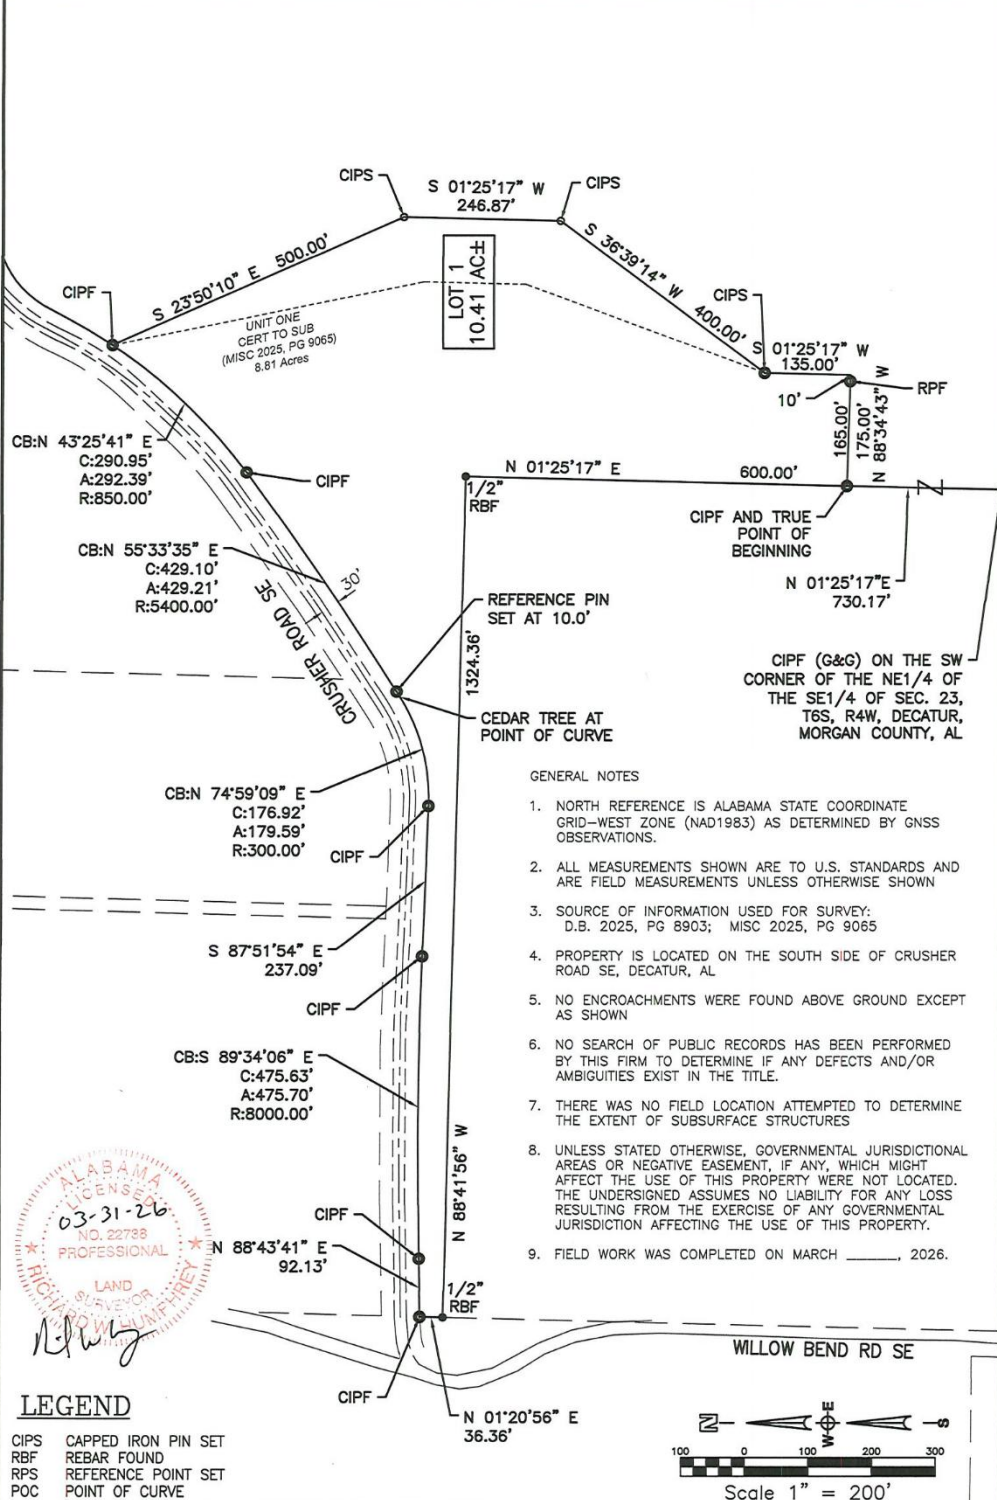 CIPS
S 01°25'17" W
246.87'
CIPS
S 23°50'10" E 500.00'
S 36°39'14" W 400.00'
LOT 1
10.41 AC±
CIPF
UNIT ONE
CERT TO SUB
(MISC 2025, PG 9065)
8.81 Acres
CIPS
S 01°25'17" W
135.00'
10'
RPF
165.00'
175.00'
N 88°34'43" W
CB:N 43°25'41" E
C:290.95'
A:292.39'
R:850.00'
CIPF
N 01°25'17" E 600.00'
1/2"
RBF
CIPF AND TRUE
POINT OF
BEGINNING
N 01°25'17"E
730.17'
CB:N 55°33'35" E
C:429.10'
A:429.21'
R:5400.00'
30'
CRUSHER ROAD SE
REFERENCE PIN
SET AT 10.0'
1324.36'
CIPF (G&G) ON THE SW
CORNER OF THE NE1/4 OF
THE SE1/4 OF SEC. 23,
T6S, R4W, DECATUR,
MORGAN COUNTY, AL
CEDAR TREE AT
POINT OF CURVE
CB:N 74°59'09" E
C:176.92'
A:179.59'
R:300.00'
CIPF
S 87°51'54" E
237.09'
CIPF
CB:S 89°34'06" E
C:475.63'
A:475.70'
R:8000.00'
N 88°41'56" W
CIPF
N 88°43'41" E
92.13'
1/2"
RBF
CIPF
N 01°20'56" E
36.36'
GENERAL NOTES
1. NORTH REFERENCE IS ALABAMA STATE COORDINATE
GRID-WEST ZONE (NAD1983) AS DETERMINED BY GNSS
OBSERVATIONS.
2. ALL MEASUREMENTS SHOWN ARE TO U.S. STANDARDS AND
ARE FIELD MEASUREMENTS UNLESS OTHERWISE SHOWN
3. SOURCE OF INFORMATION USED FOR SURVEY:
D.B. 2025, PG 8903; MISC 2025, PG 9065
4. PROPERTY IS LOCATED ON THE SOUTH SIDE OF CRUSHER
ROAD SE, DECATUR, AL
5. NO ENCROACHMENTS WERE FOUND ABOVE GROUND EXCEPT
AS SHOWN
6. NO SEARCH OF PUBLIC RECORDS HAS BEEN PERFORMED
BY THIS FIRM TO DETERMINE IF ANY DEFECTS AND/OR
AMBIGUITIES EXIST IN THE TITLE.
7. THERE WAS NO FIELD LOCATION ATTEMPTED TO DETERMINE
THE EXTENT OF SUBSURFACE STRUCTURES
8. UNLESS STATED OTHERWISE, GOVERNMENTAL JURISDICTIONAL
AREAS OR NEGATIVE EASEMENT, IF ANY, WHICH MIGHT
AFFECT THE USE OF THIS PROPERTY WERE NOT LOCATED.
THE UNDERSIGNED ASSUMES NO LIABILITY FOR ANY LOSS
RESULTING FROM THE EXERCISE OF ANY GOVERNMENTAL
JURISDICTION AFFECTING THE USE OF THIS PROPERTY.
9. FIELD WORK WAS COMPLETED ON MARCH ______, 2026.
ALABAMA
LICENSED
03-31-26
NO. 22738
PROFESSIONAL
LAND
SURVEYOR
RICHARD W. HUMPHREY
WILLOW BEND RD SE
LEGEND
CIPS CAPPED IRON PIN SET
RBF REBAR FOUND
RPS REFERENCE POINT SET
POC POINT OF CURVE
N
E
W
S
100 0 100 200 300
Scale 1" = 200'